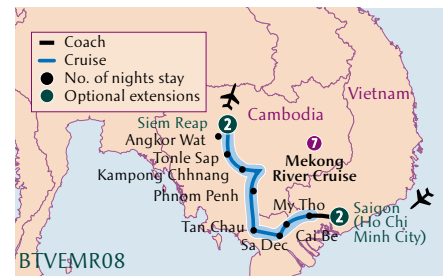 Coach
Cruise
No. of nights stay
Optional extensions
Vietnam
Cambodia
Siem Reap
2
Angkor Wat
Tonle Sap
Kampong Chhnang
Phnom Penh
7
Mekong
River Cruise
My Tho
2
Saigon
(Ho Chi
Minh City)
Tan Chau
Sa Dec
Cai Be
BTVEMR08